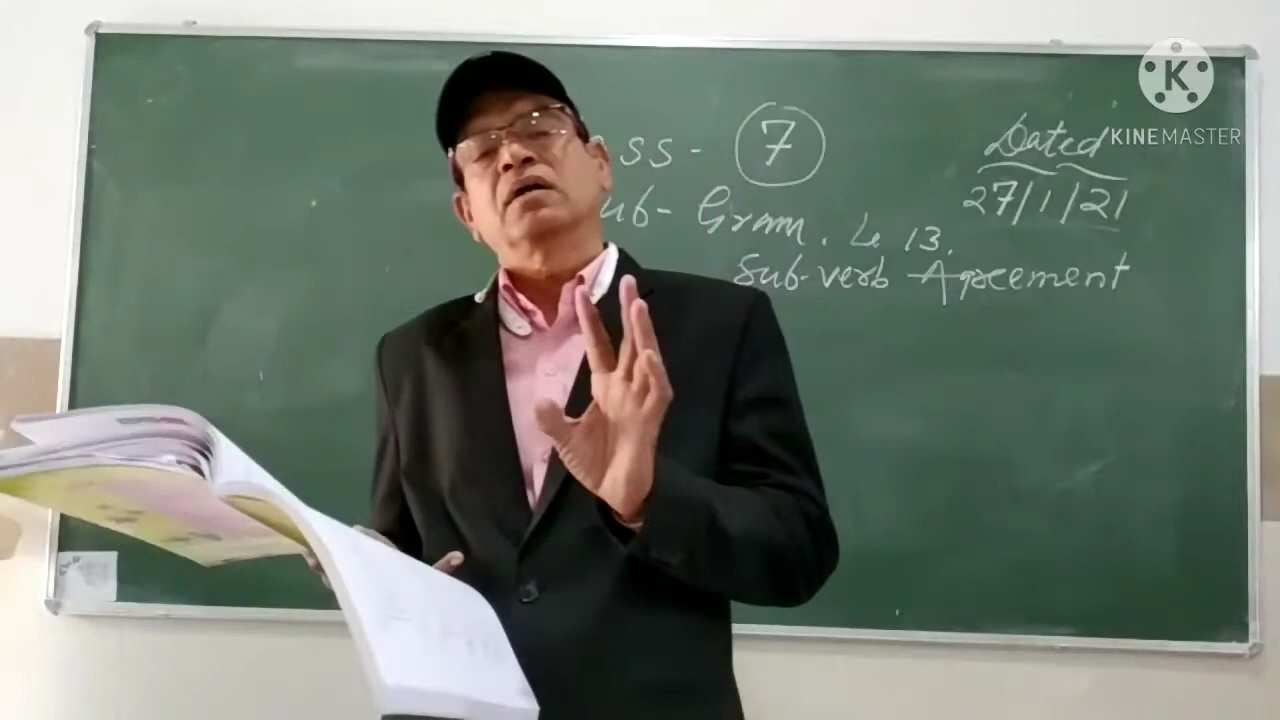 ss- 7
ub- Gram. Le 13.
Sub-verb Agreement
Dated
27/1/21
K
KINEMASTER